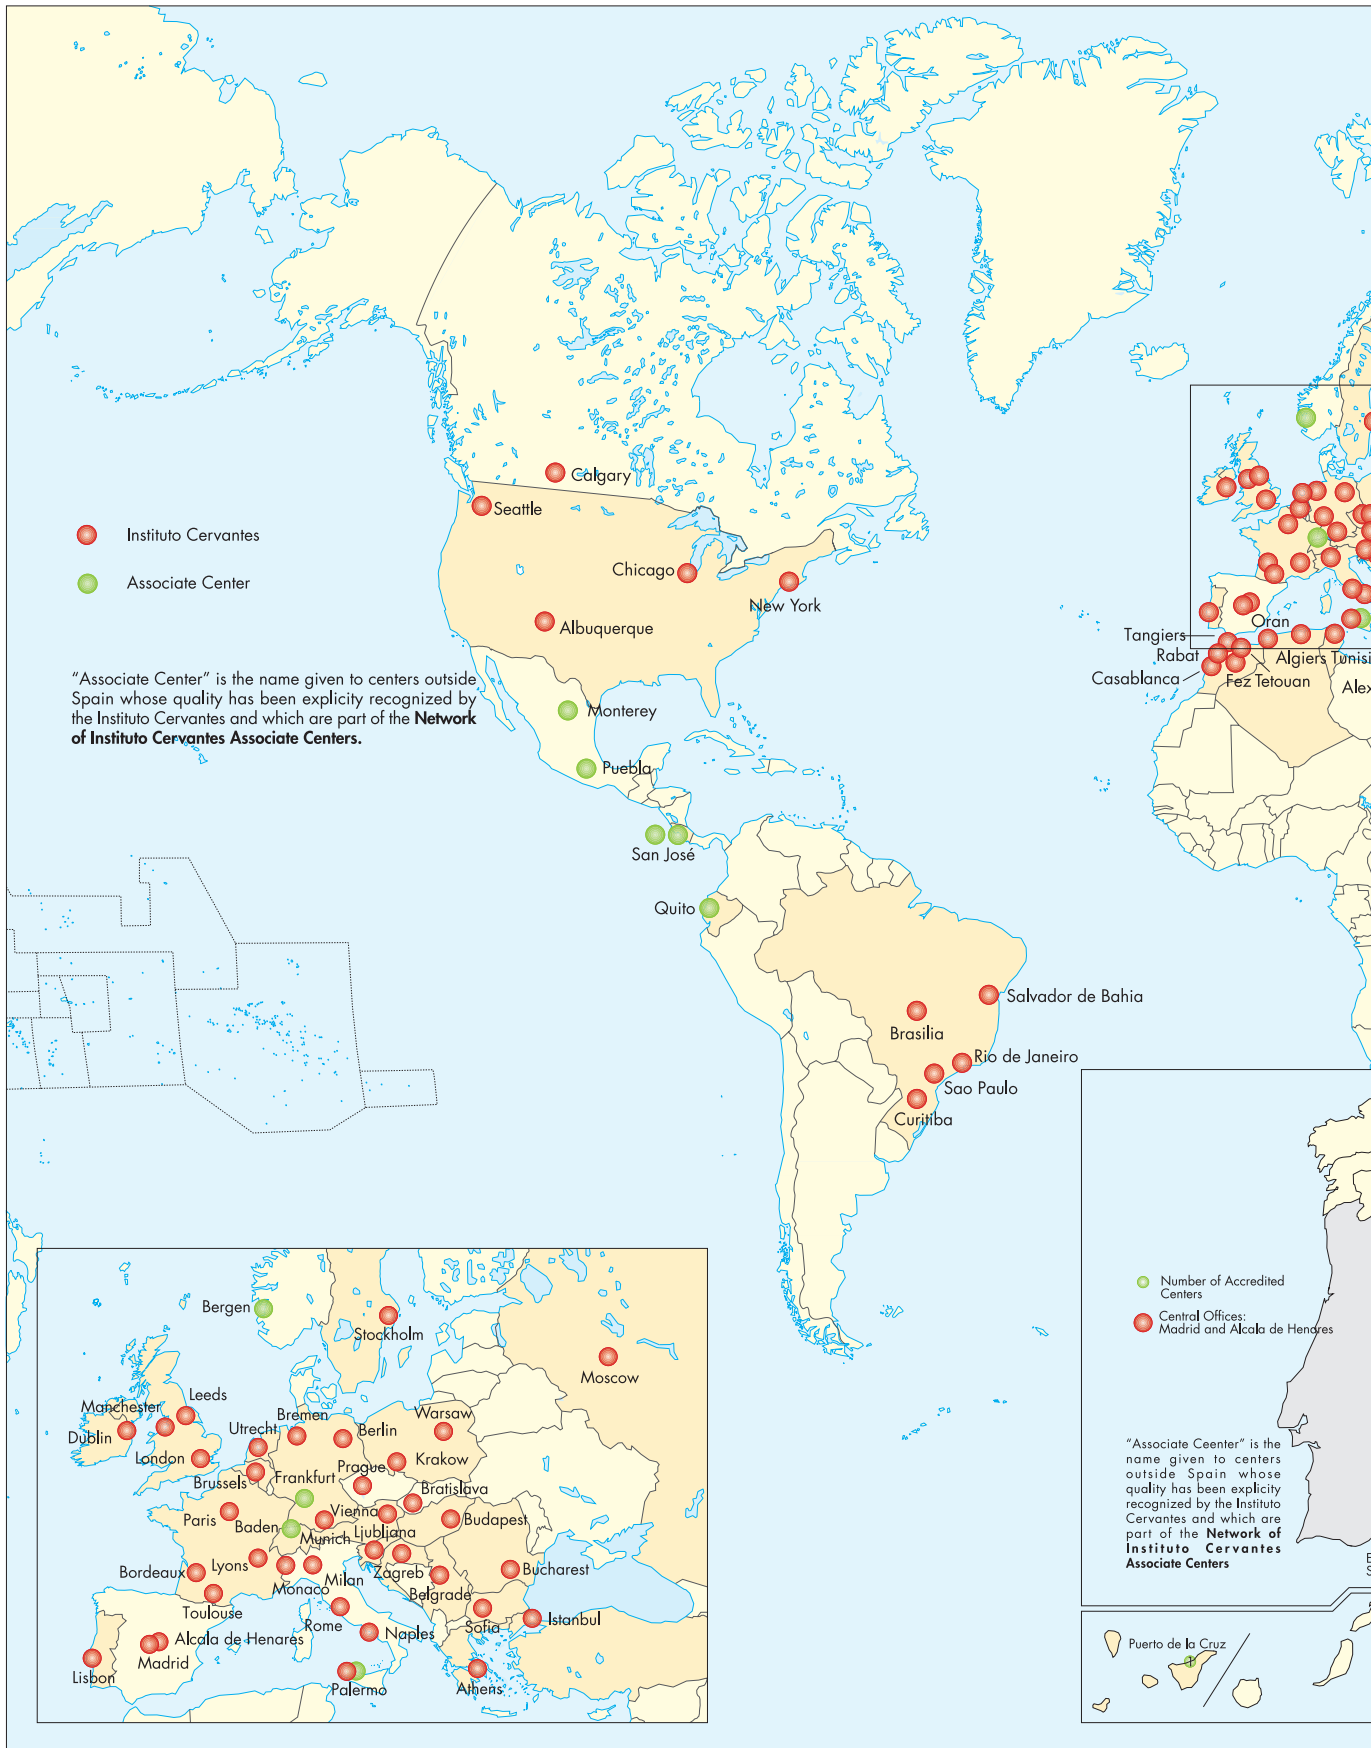 Calgary
Seattle
Instituto Cervantes
Chicago
Associate Center
New York
Albuquerque
Oran
Tangiers
Rabat
Algiers Tunisi
Casablanca
Fez Tetouan
Alex
"Associate Center" is the name given to centers outside
Spain whose quality has been explicity recognized by
the Instituto Cervantes and which are part of the Network
of Instituto Cervantes Associate Centers.
Monterey
Puebla
San José
Quito
Salvador de Bahia
Brasilia
Rio de Janeiro
Sao Paulo
Curitiba
Number of Accredited
Centers
Central Offices:
Madrid and Alcala de Henares
"Associate Ceenter" is the
name given to centers
outside Spain whose
quality has been explicity
recognized by the Instituto
Cervantes and which are
part of the Network of
Instituto Cervantes
Associate Centers
Puerto de la Cruz
1
Bergen
Stockholm
Moscow
Leeds
Manchester
Dublin
London
Utrecht
Bremen
Berlin
Warsaw
Brussels
Frankfurt
Prague
Krakow
Bratislava
Paris
Baden
Vienna
Munich
Ljubljana
Budapest
Bordeaux
Lyons
Monaco
Milan
Zagreb
Belgrade
Bucharest
Toulouse
Rome
Naples
Sofia
Istanbul
Alcala de Henares
Madrid
Lisbon
Palermo
Athens